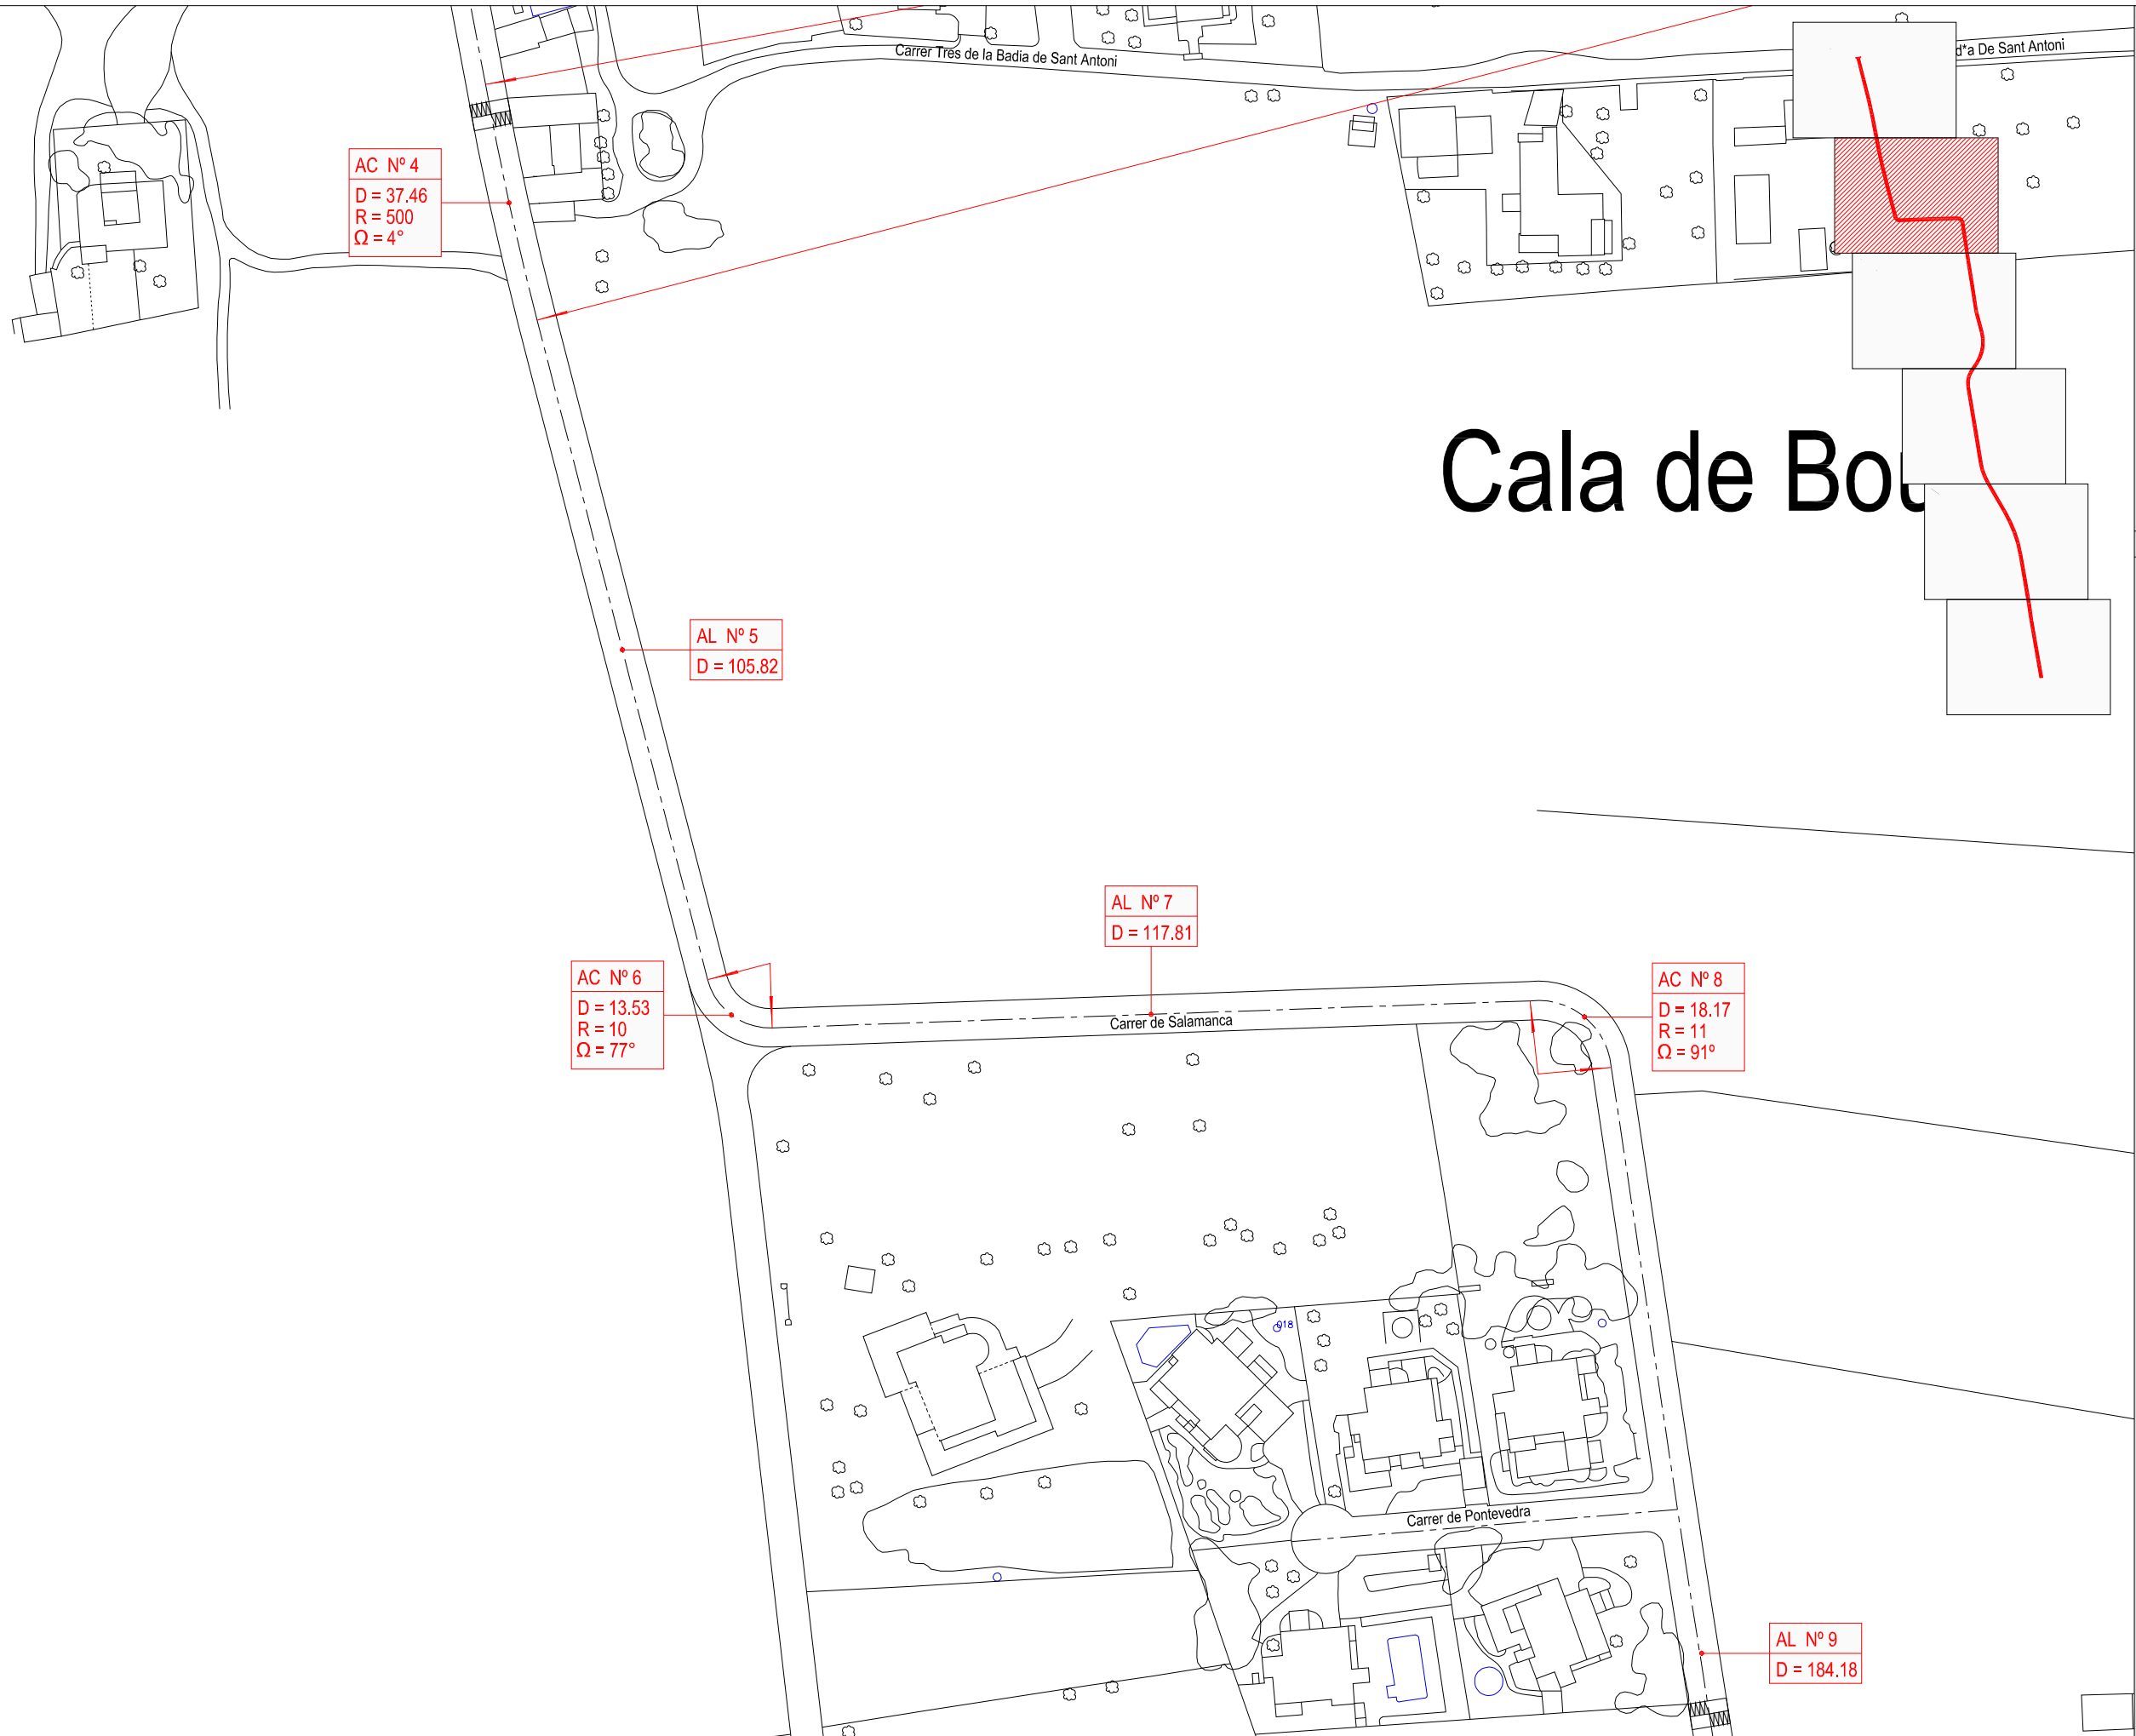 Carrer Tres de la Badia de Sant Antoni
d*a De Sant Antoni
AC Nº 4
D = 37.46
R = 500
Ω = 4°
Cala de Bou
AL Nº 5
D = 105.82
AL Nº 7
D = 117.81
AC Nº 6
D = 13.53
R = 10
Ω = 77°
Carrer de Salamanca
AC Nº 8
D = 18.17
R = 11
Ω = 91º
018
Carrer de Pontevedra
AL Nº 9
D = 184.18